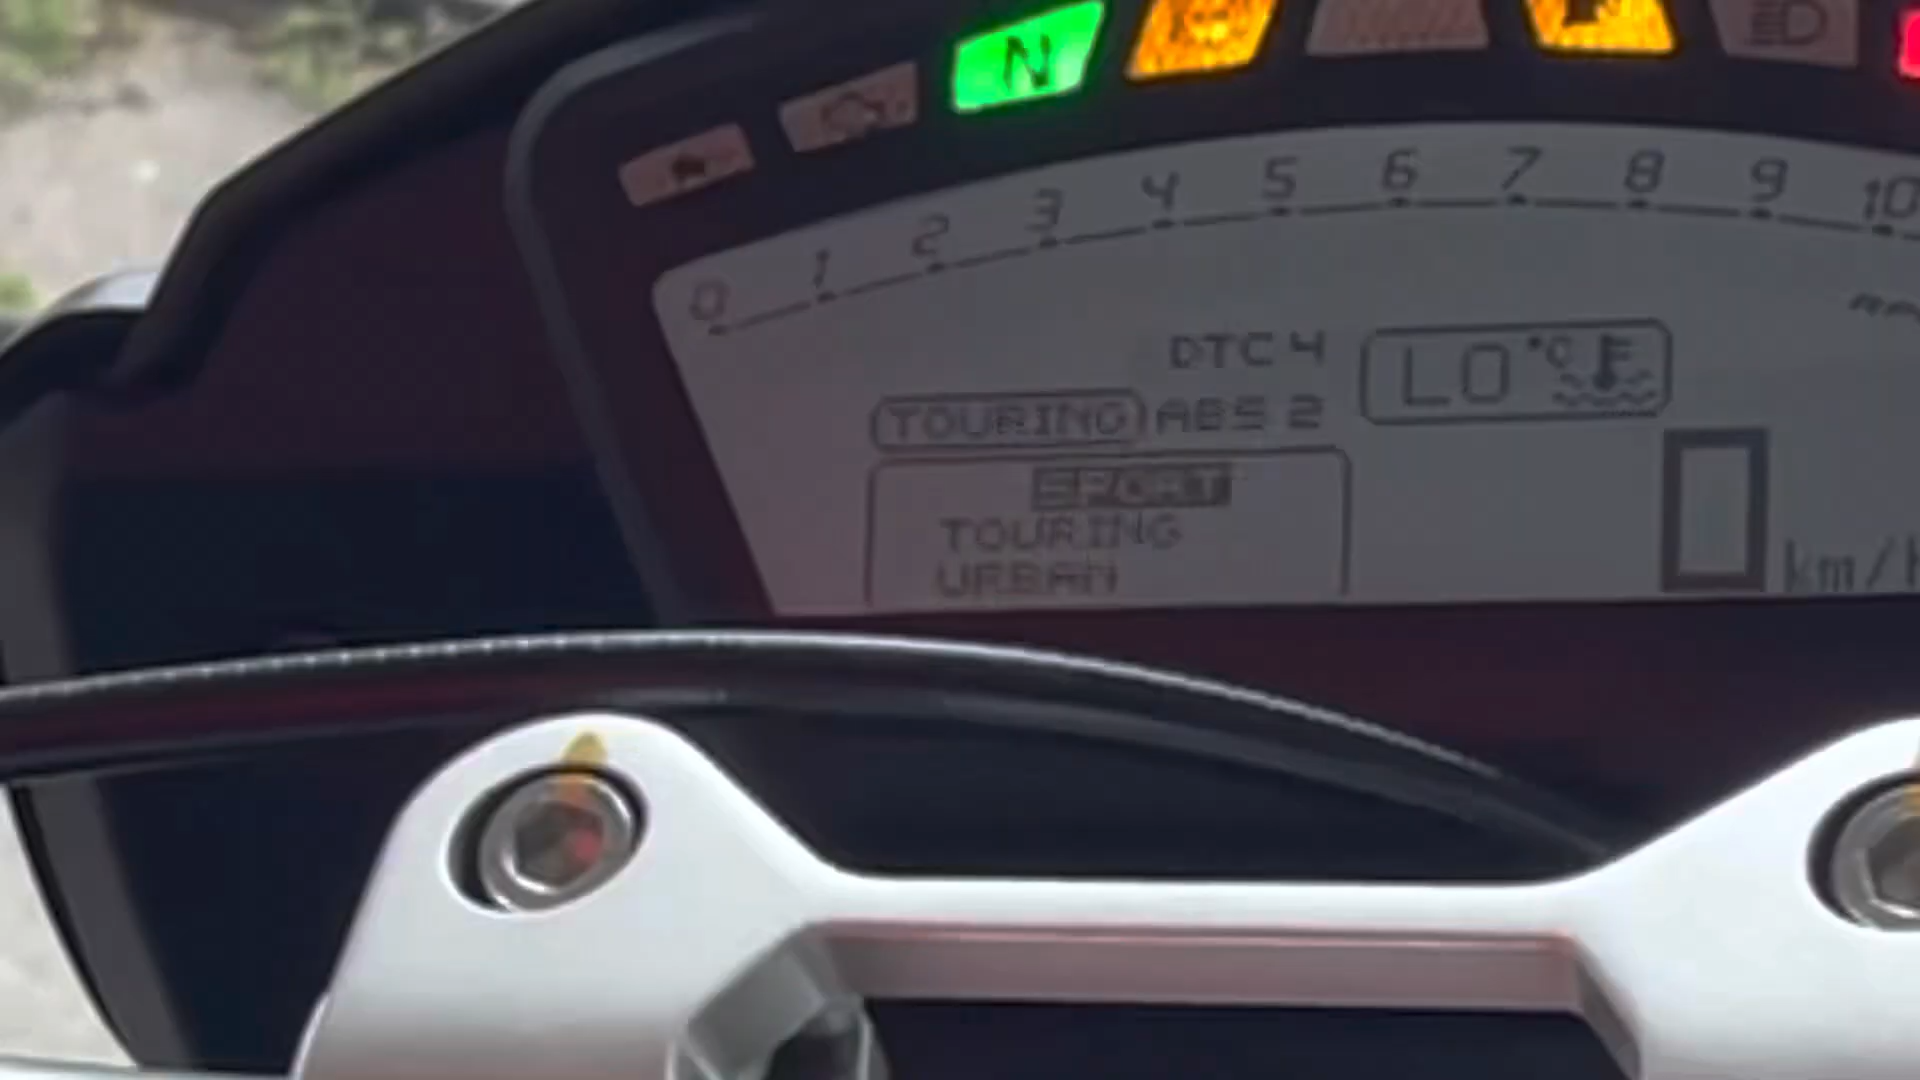 N
0 1 2 3 4 5 6 7 8 9 10
DTC 4
LO °C
TOURING ABS 2
SPORT
TOURING
URBAN
0